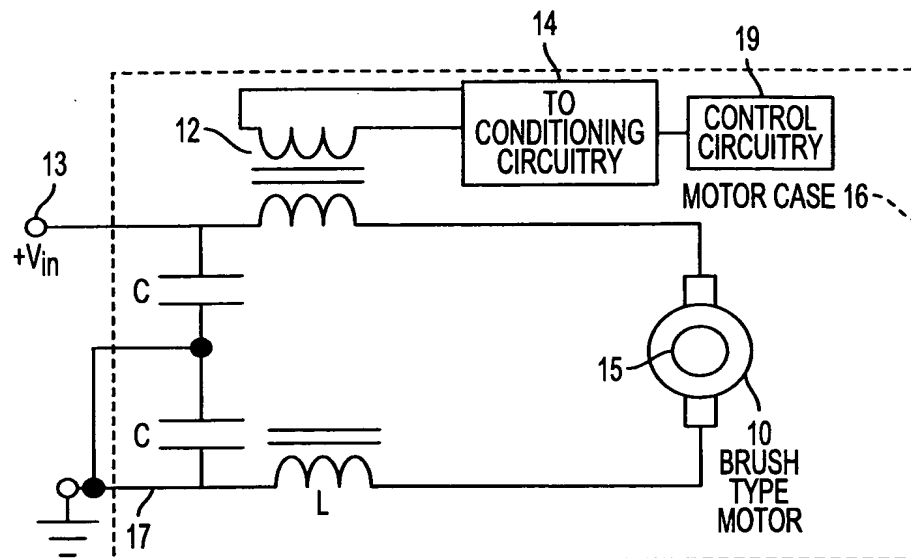 14
19
TO
CONDITIONING
CIRCUITRY
CONTROL
CIRCUITRY
12
13
MOTOR CASE 16
+Vin
C
15
C
10
BRUSH
TYPE
MOTOR
17
L